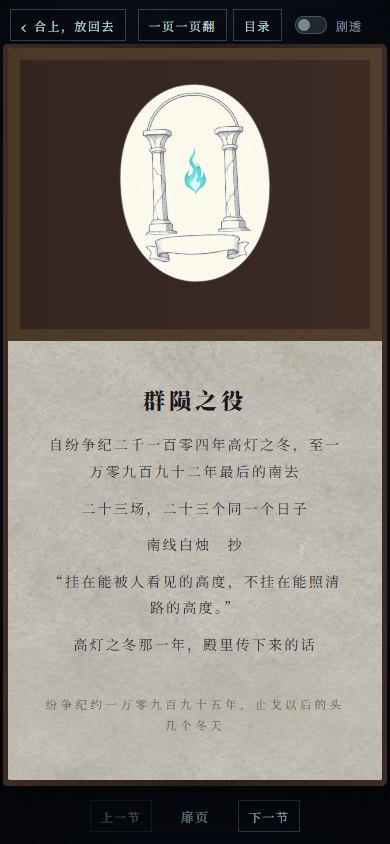 < 合上，放回去
一页一页翻
目录
剧透
群陨之役
自纷争纪二千一百零四年高灯之冬，至一
万零九百九十二年最后的南去
二十三场，二十三个同一个日子
南线白烛　抄
“挂在能被人看见的高度，不挂在能照清
路的高度。”
高灯之冬那一年，殿里传下来的话
纷争纪约一万零九百九十五年，止戈以后的头
几个冬天
上一节
扉页
下一节